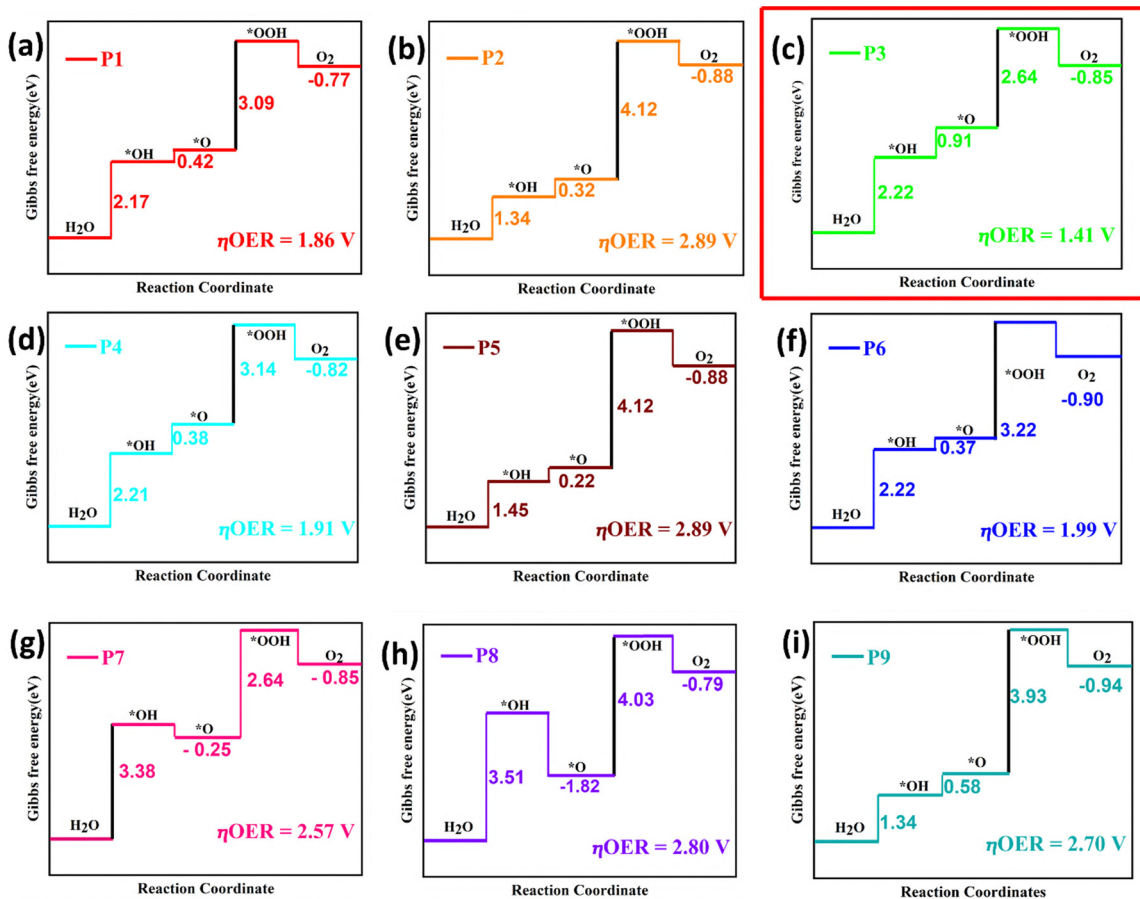 (a)
P1
Gibbs free energy(eV)
H2O
2.17
*OH
0.42
*O
3.09
*OOH
O2
-0.77
ηOER = 1.86 V
Reaction Coordinate
(b)
P2
Gibbs free energy(eV)
H2O
1.34
*OH
0.32
*O
4.12
*OOH
O2
-0.88
ηOER = 2.89 V
Reaction Coordinate
(c)
P3
Gibbs free energy(eV)
H2O
2.22
*OH
0.91
*O
2.64
*OOH
O2
-0.85
ηOER = 1.41 V
Reaction Coordinate
(d)
P4
Gibbs free energy(eV)
H2O
2.21
*OH
0.38
*O
3.14
*OOH
O2
-0.82
ηOER = 1.91 V
Reaction Coordinate
(e)
P5
Gibbs free energy(eV)
H2O
1.45
*OH
0.22
*O
4.12
*OOH
O2
-0.88
ηOER = 2.89 V
Reaction Coordinate
(f)
P6
Gibbs free energy(eV)
H2O
2.22
*OH
0.37
*O
3.22
*OOH
O2
-0.90
ηOER = 1.99 V
Reaction Coordinate
(g)
P7
Gibbs free energy(eV)
H2O
3.38
*OH
- 0.25
*O
2.64
*OOH
O2
- 0.85
ηOER = 2.57 V
Reaction Coordinate
(h)
P8
Gibbs free energy(eV)
H2O
3.51
*OH
-1.82
*O
4.03
*OOH
O2
-0.79
ηOER = 2.80 V
Reaction Coordinate
(i)
P9
Gibbs free energy(eV)
H2O
1.34
*OH
0.58
*O
3.93
*OOH
O2
-0.94
ηOER = 2.70 V
Reaction Coordinates